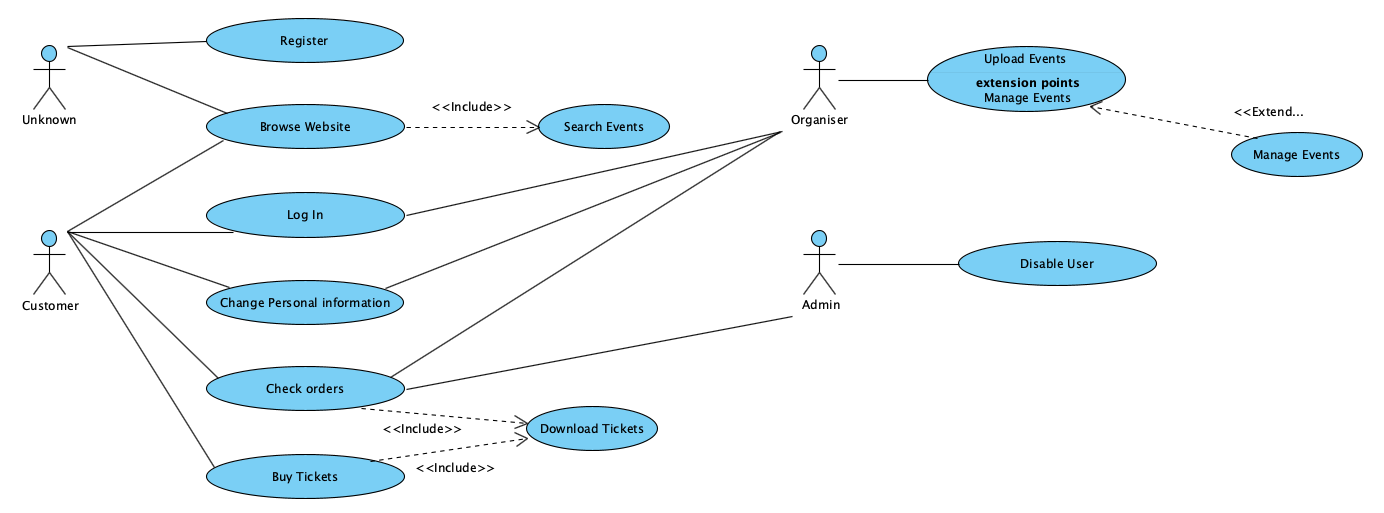 Register
Unknown
Browse Website
<<Include>>
Search Events
Organiser
Upload Events
extension points
Manage Events
<<Extend...
Manage Events
Log In
Customer
Change Personal information
Admin
Disable User
Check orders
<<Include>>
Download Tickets
<<Include>>
Buy Tickets